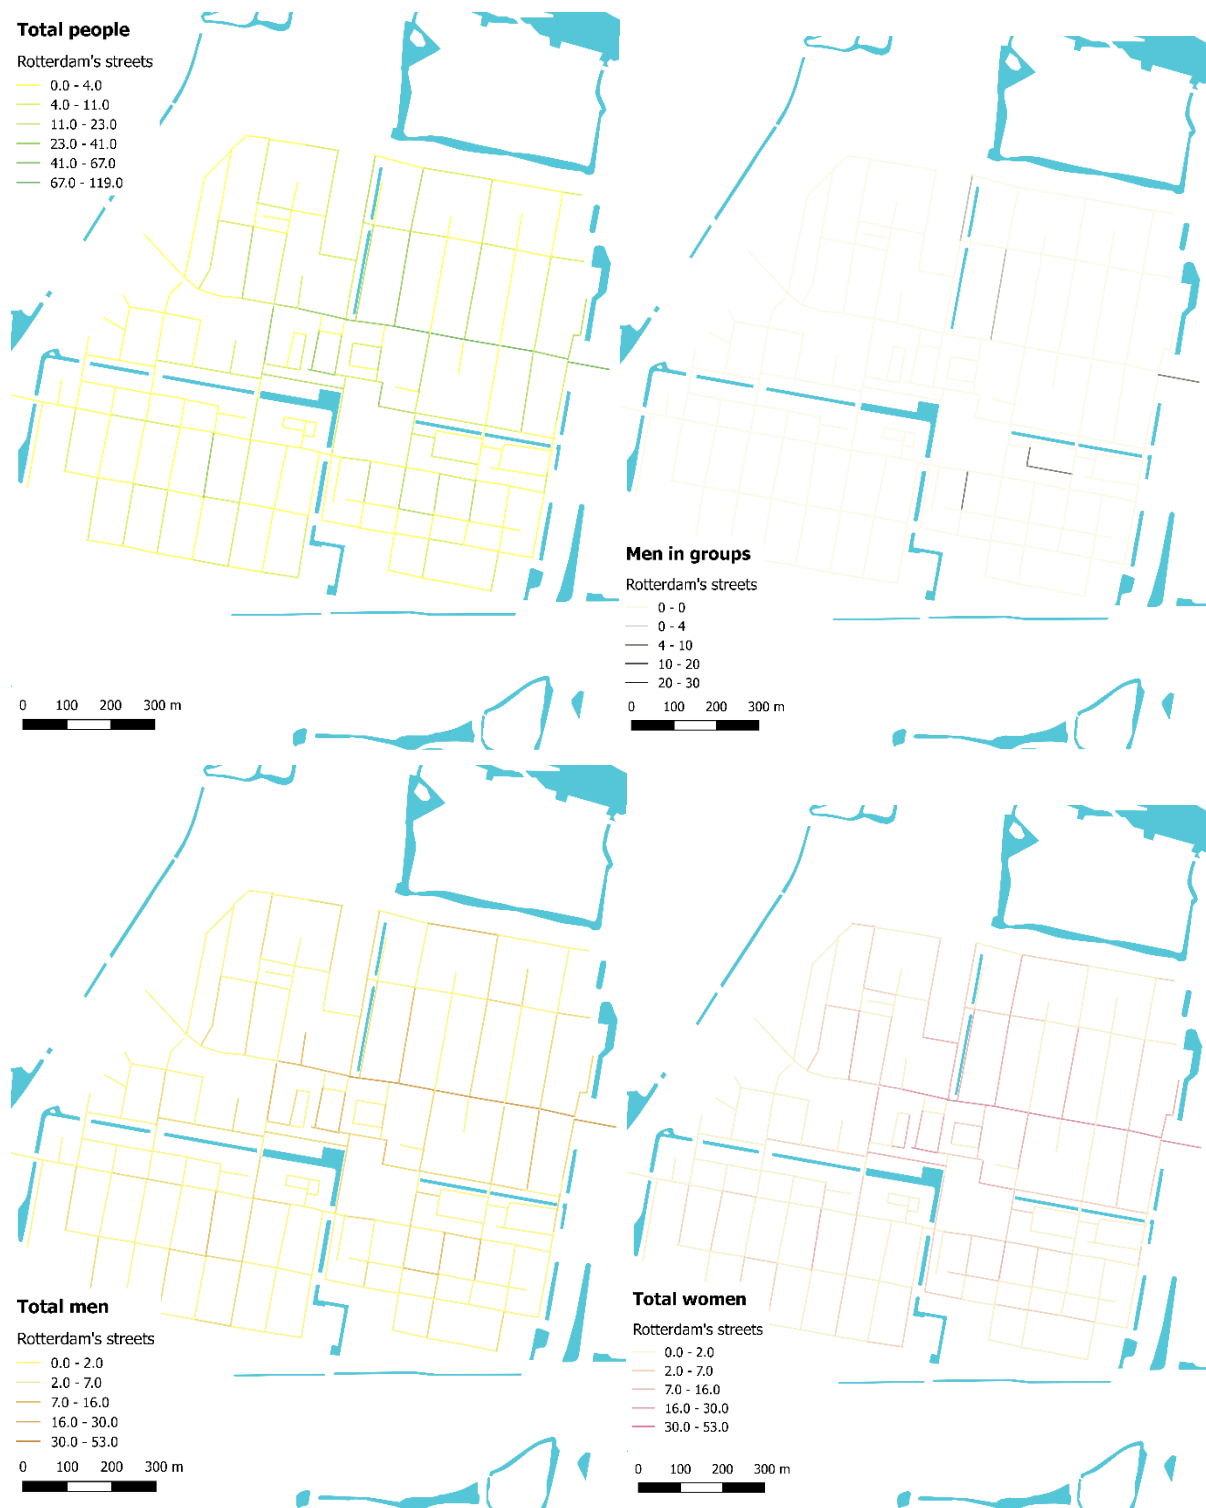 Total people
Rotterdam's streets
0.0 - 4.0
4.0 - 11.0
11.0 - 23.0
23.0 - 41.0
41.0 - 67.0
67.0 - 119.0
0 100 200 300 m
Men in groups
Rotterdam's streets
0 - 0
0 - 4
4 - 10
10 - 20
20 - 30
0 100 200 300 m
Total men
Rotterdam's streets
0.0 - 2.0
2.0 - 7.0
7.0 - 16.0
16.0 - 30.0
30.0 - 53.0
0 100 200 300 m
Total women
Rotterdam's streets
0.0 - 2.0
2.0 - 7.0
7.0 - 16.0
16.0 - 30.0
30.0 - 53.0
0 100 200 300 m